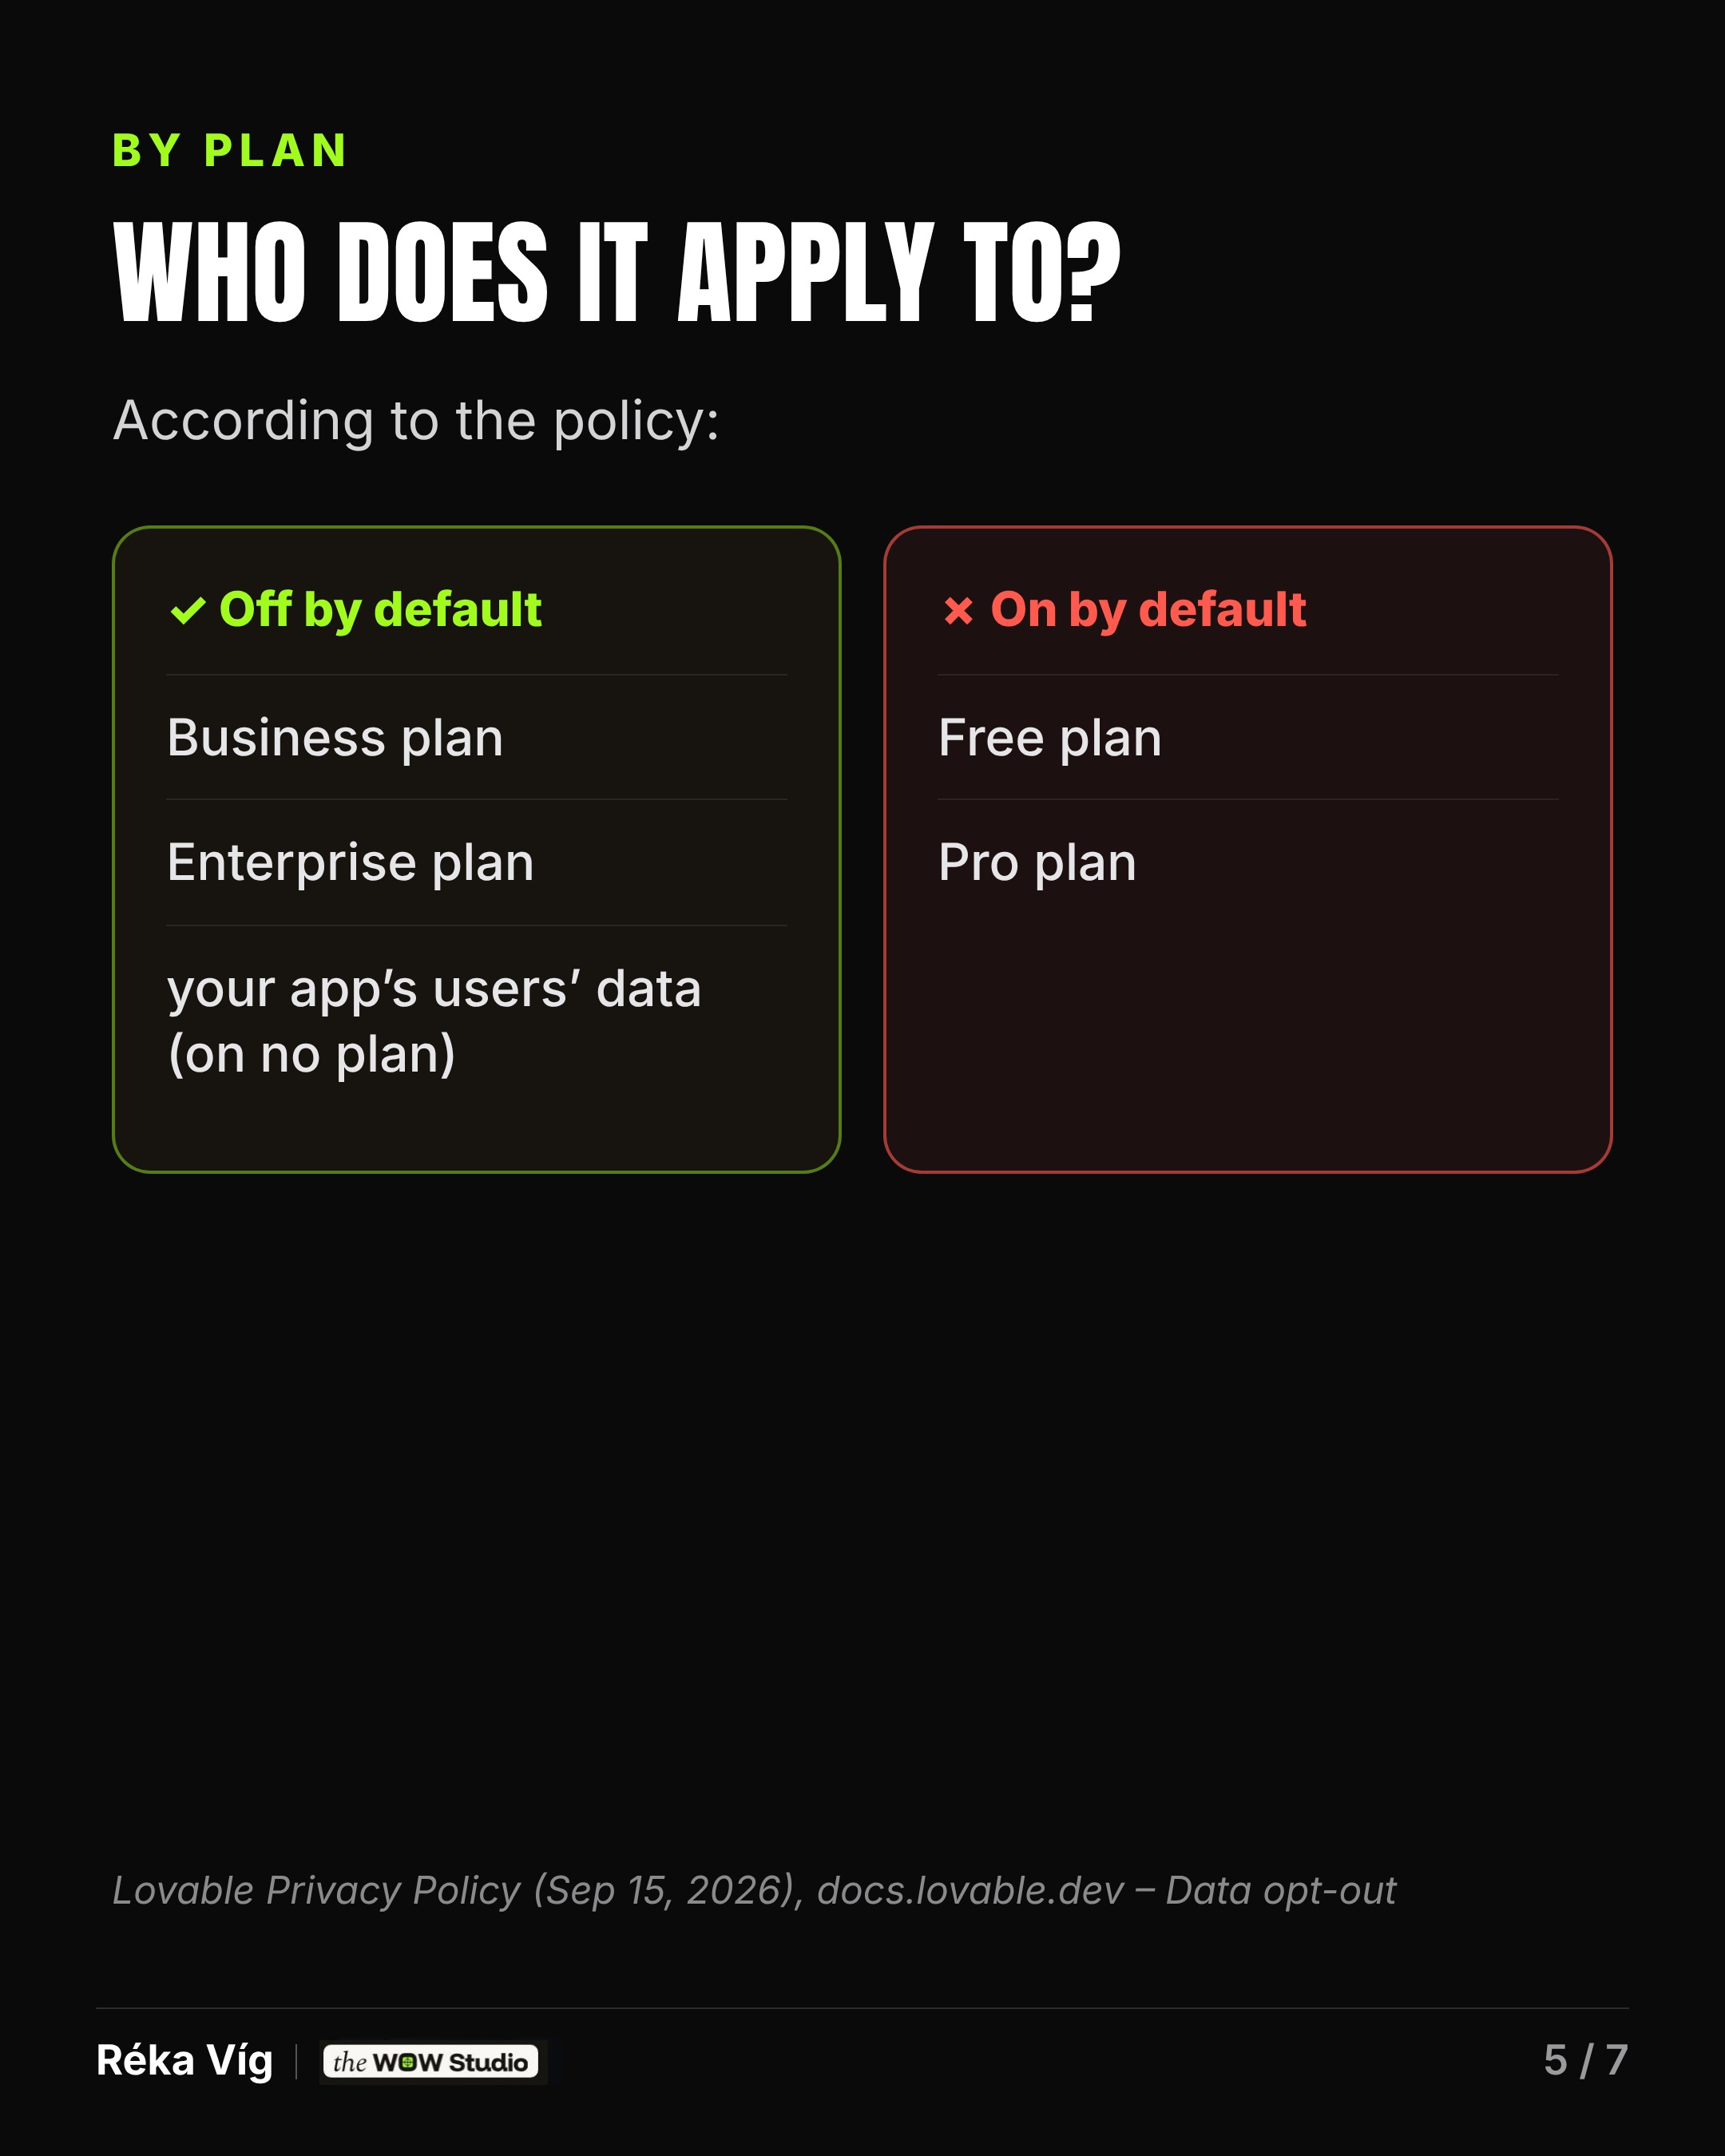 BY PLAN
WHO DOES IT APPLY TO?
According to the policy:
✓ Off by default
Business plan
Enterprise plan
your app’s users’ data
(on no plan)
× On by default
Free plan
Pro plan
Lovable Privacy Policy (Sep 15, 2026), docs.lovable.dev – Data opt-out
Réka Víg
the WOW Studio
5 / 7